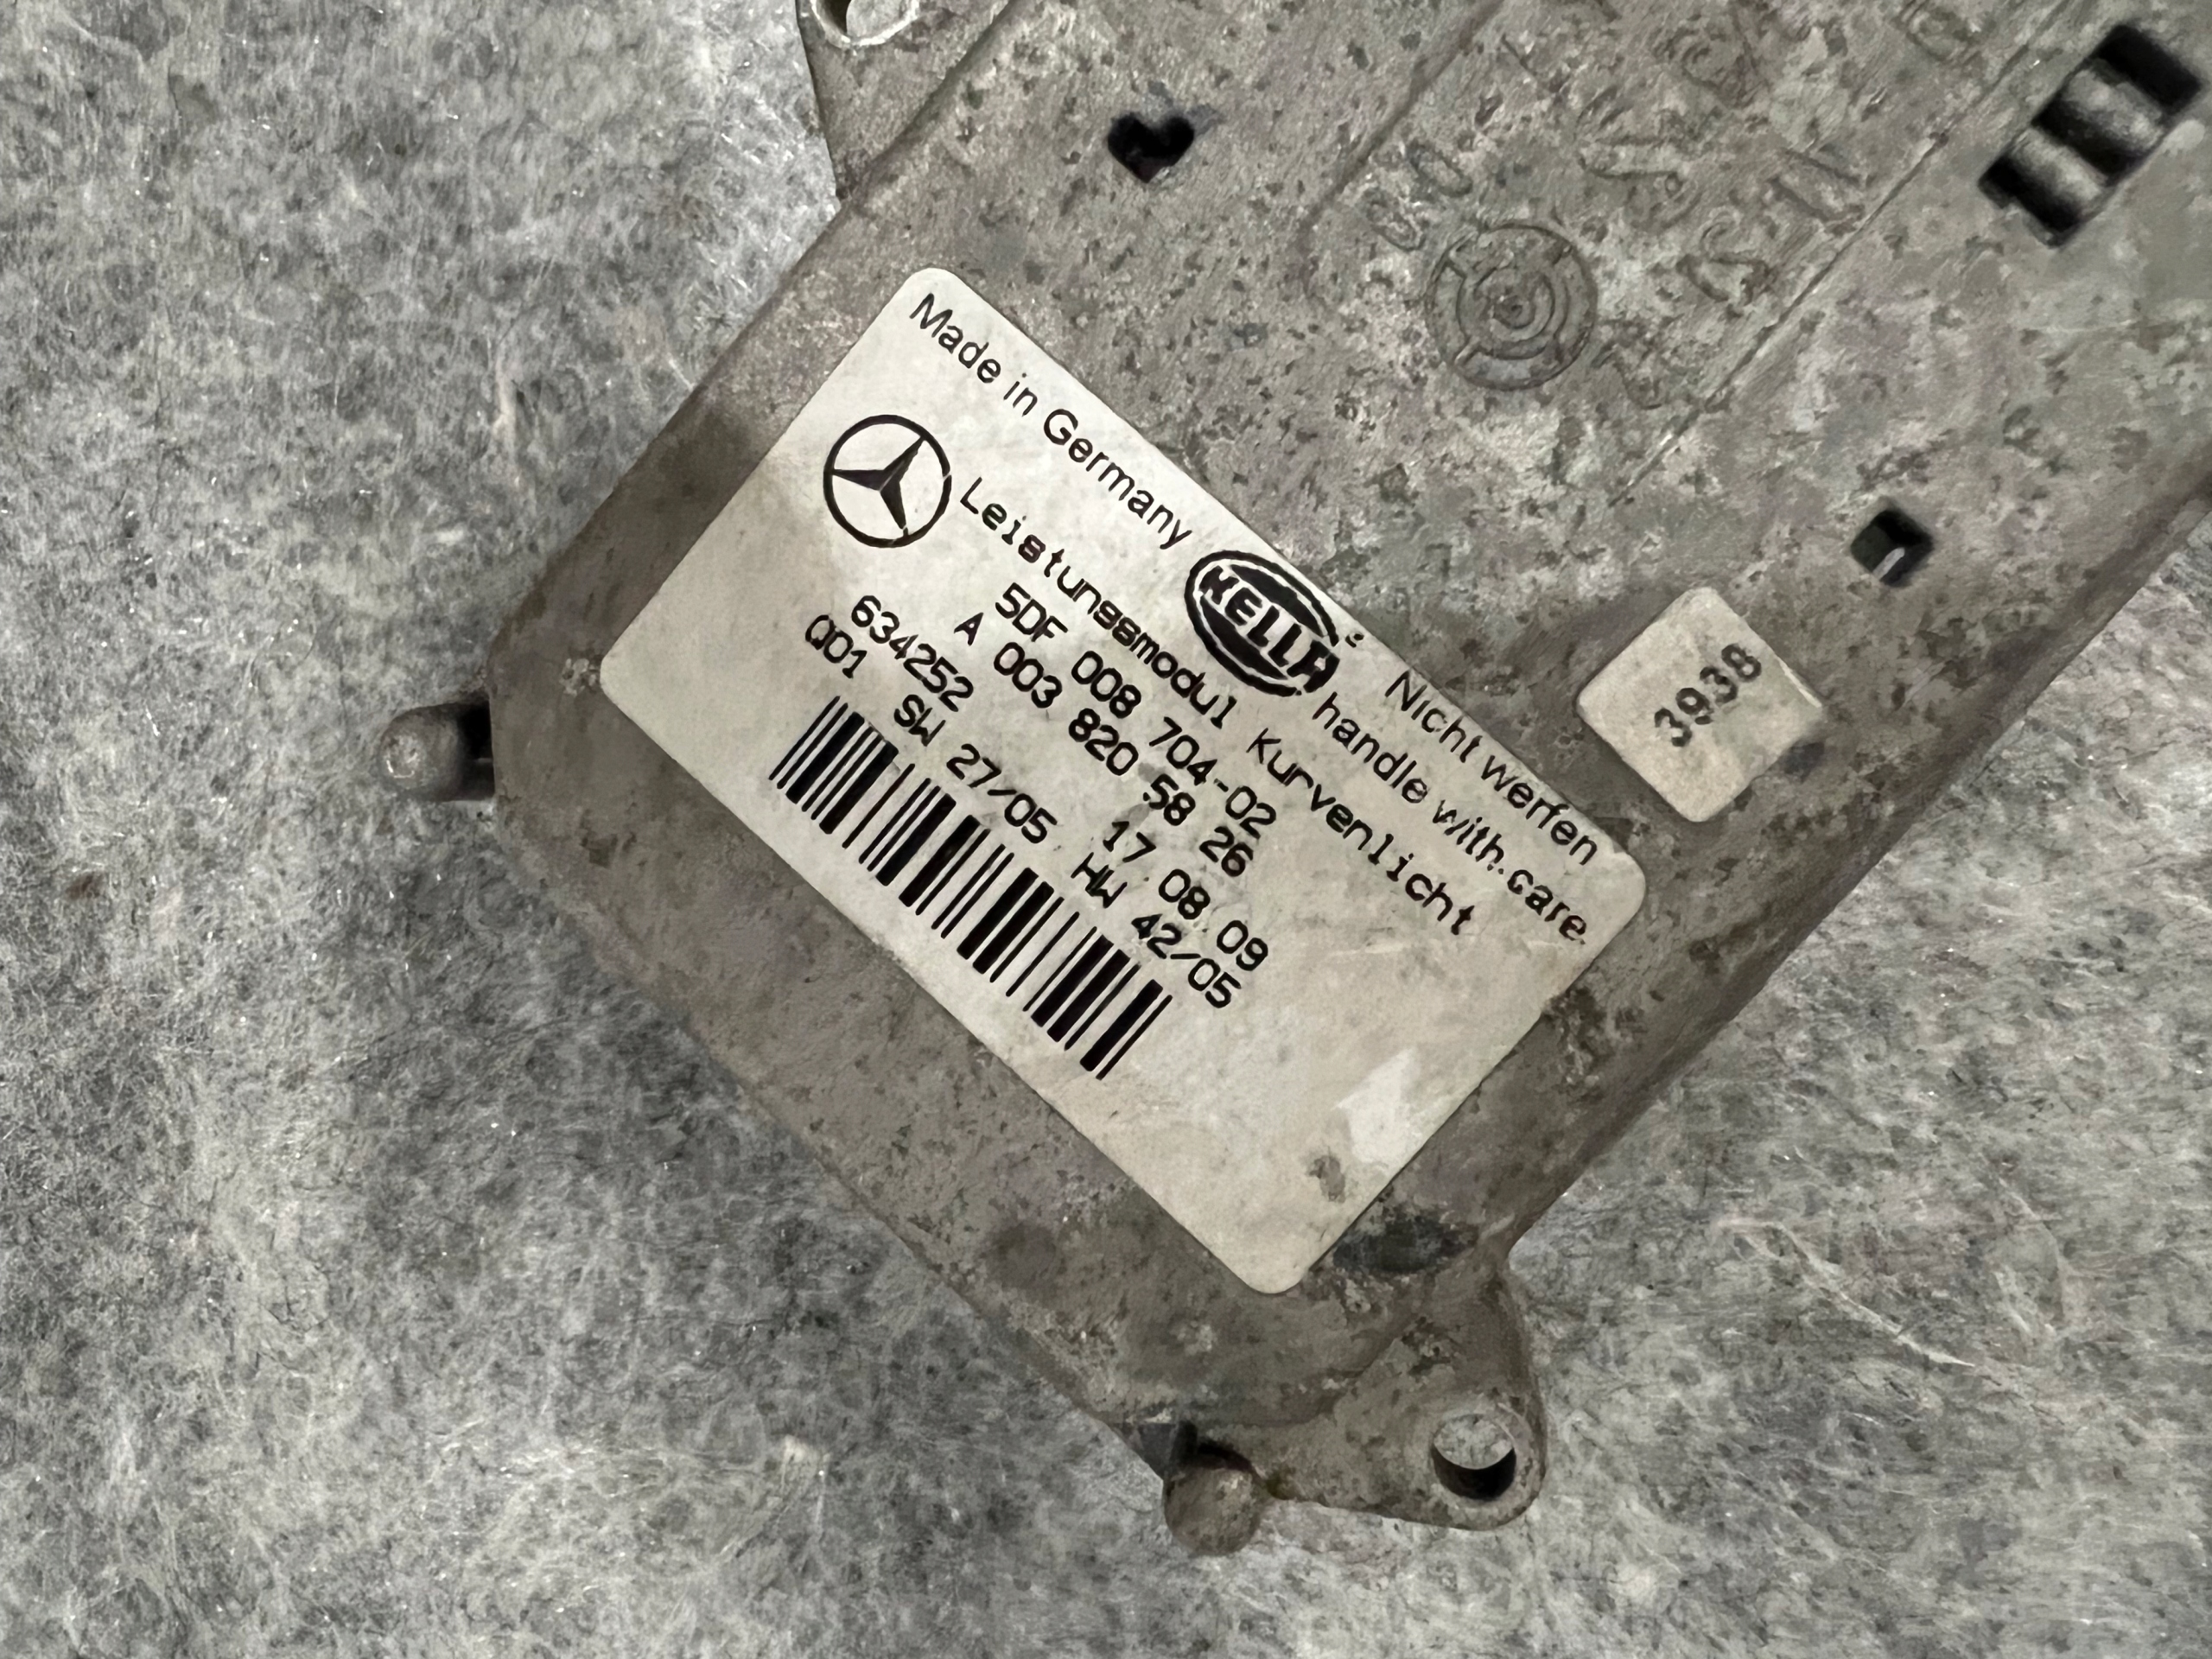 Made in Germany
HELLA
Nicht werfen
handle with care
Leistungsmodul Kurvenlicht
5DF 008 704-02
A 003 820 58 26
634252 17.08.09
Q01 SW 27/05 HW 42/05
3938